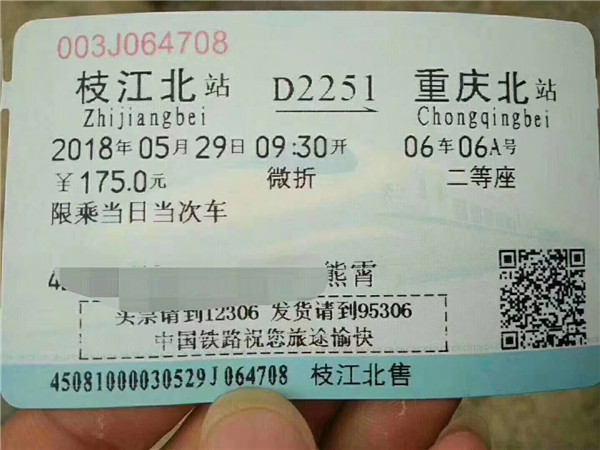 003J064708
枝江北站 D2251 重庆北站
Zhijiangbei Chongqingbei
2018年05月29日09:30开 06车06A号
￥175.0元 微折 二等座
限乘当日当次车
熊霄
买票请到12306 发货请到95306
中国铁路祝您旅途愉快
45081000030529J064708 枝江北售